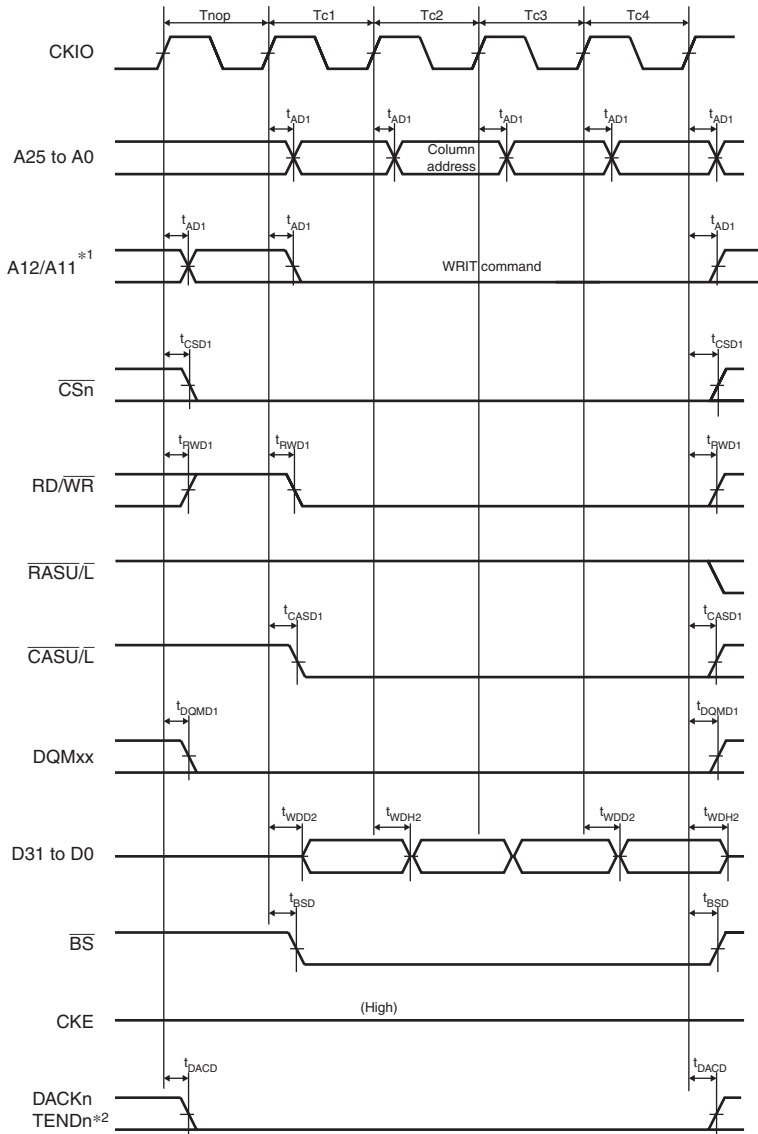 Tnop Tc1 Tc2 Tc3 Tc4
CKIO
tAD1 tAD1 tAD1 tAD1 tAD1
A25 to A0
Column
address
tAD1 tAD1 tAD1
A12/A11*1
WRIT command
tCSD1 tCSD1
CSn
tRWD1 tRWD1 tRWD1
RD/WR
RASU/L
tCASD1 tCASD1
CASU/L
tDQMD1 tDQMD1
DQMxx
tWDD2 tWDH2 tWDD2 tWDH2
D31 to D0
tBSD tBSD
BS
(High)
CKE
tDACD tDACD
DACKn
TENDn*2